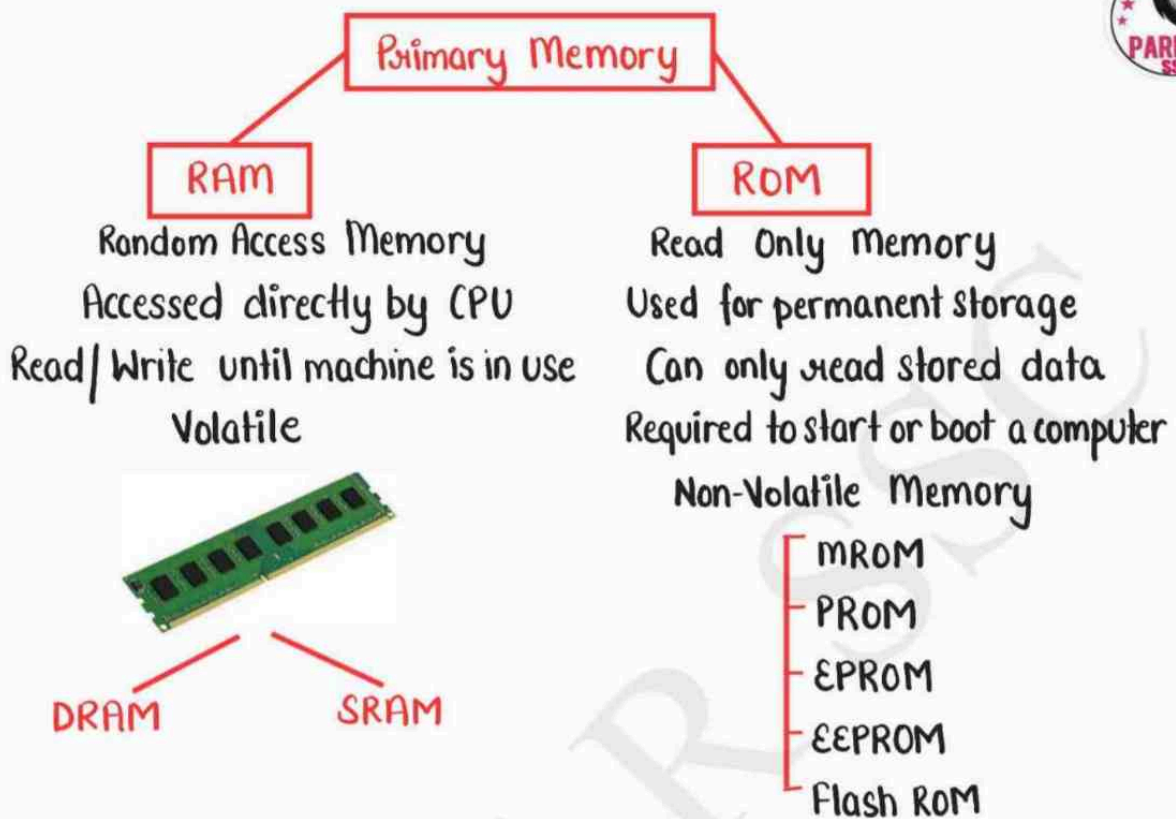 Primary Memory
RAM
Random Access Memory
Accessed directly by CPU
Read/Write until machine is in use
Volatile
DRAM
SRAM
ROM
Read Only Memory
Used for permanent storage
Can only read stored data
Required to start or boot a computer
Non-Volatile Memory
MROM
PROM
EPROM
EEPROM
Flash ROM
R SSC